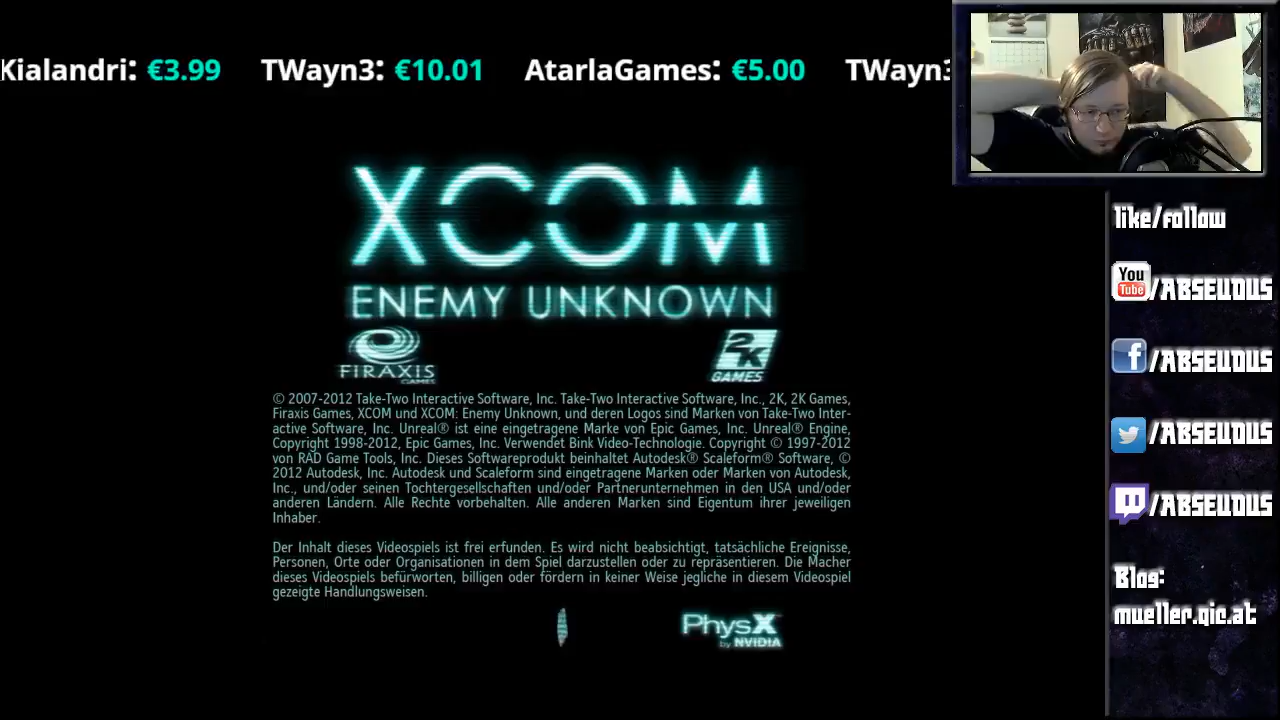 Kialandri: €3.99 TWayn3: €10.01 AtarlaGames: €5.00 TWayn3
XCOM
ENEMY UNKNOWN
FIRAXIS
GAMES
2K
GAMES
© 2007-2012 Take-Two Interactive Software, Inc. Take-Two Interactive Software, Inc., 2K, 2K Games,
Firaxis Games, XCOM und XCOM: Enemy Unknown, und deren Logos sind Marken von Take-Two Inter-
active Software, Inc. Unreal® ist eine eingetragene Marke von Epic Games, Inc. Unreal® Engine,
Copyright 1998-2012, Epic Games, Inc. Verwendet Bink Video-Technologie. Copyright © 1997-2012
von RAD Game Tools, Inc. Dieses Softwareprodukt beinhaltet Autodesk® Scaleform® Software, ©
2012 Autodesk, Inc. Autodesk und Scaleform sind eingetragene Marken oder Marken von Autodesk,
Inc., und/oder seinen Tochtergesellschaften und/oder Partnerunternehmen in den USA und/oder
anderen Ländern. Alle Rechte vorbehalten. Alle anderen Marken sind Eigentum ihrer jeweiligen
Inhaber.
Der Inhalt dieses Videospiels ist frei erfunden. Es wird nicht beabsichtigt, tatsächliche Ereignisse,
Personen, Orte oder Organisationen in dem Spiel darzustellen oder zu repräsentieren. Die Macher
dieses Videospiels befürworten, billigen oder fördern in keiner Weise jegliche in diesem Videospiel
gezeigte Handlungsweisen.
PhysX
by NVIDIA
like/follow
You
Tube
/ABSEUDUS
f /ABSEUDUS
/ABSEUDUS
/ABSEUDUS
Blog:
mueller.gic.at